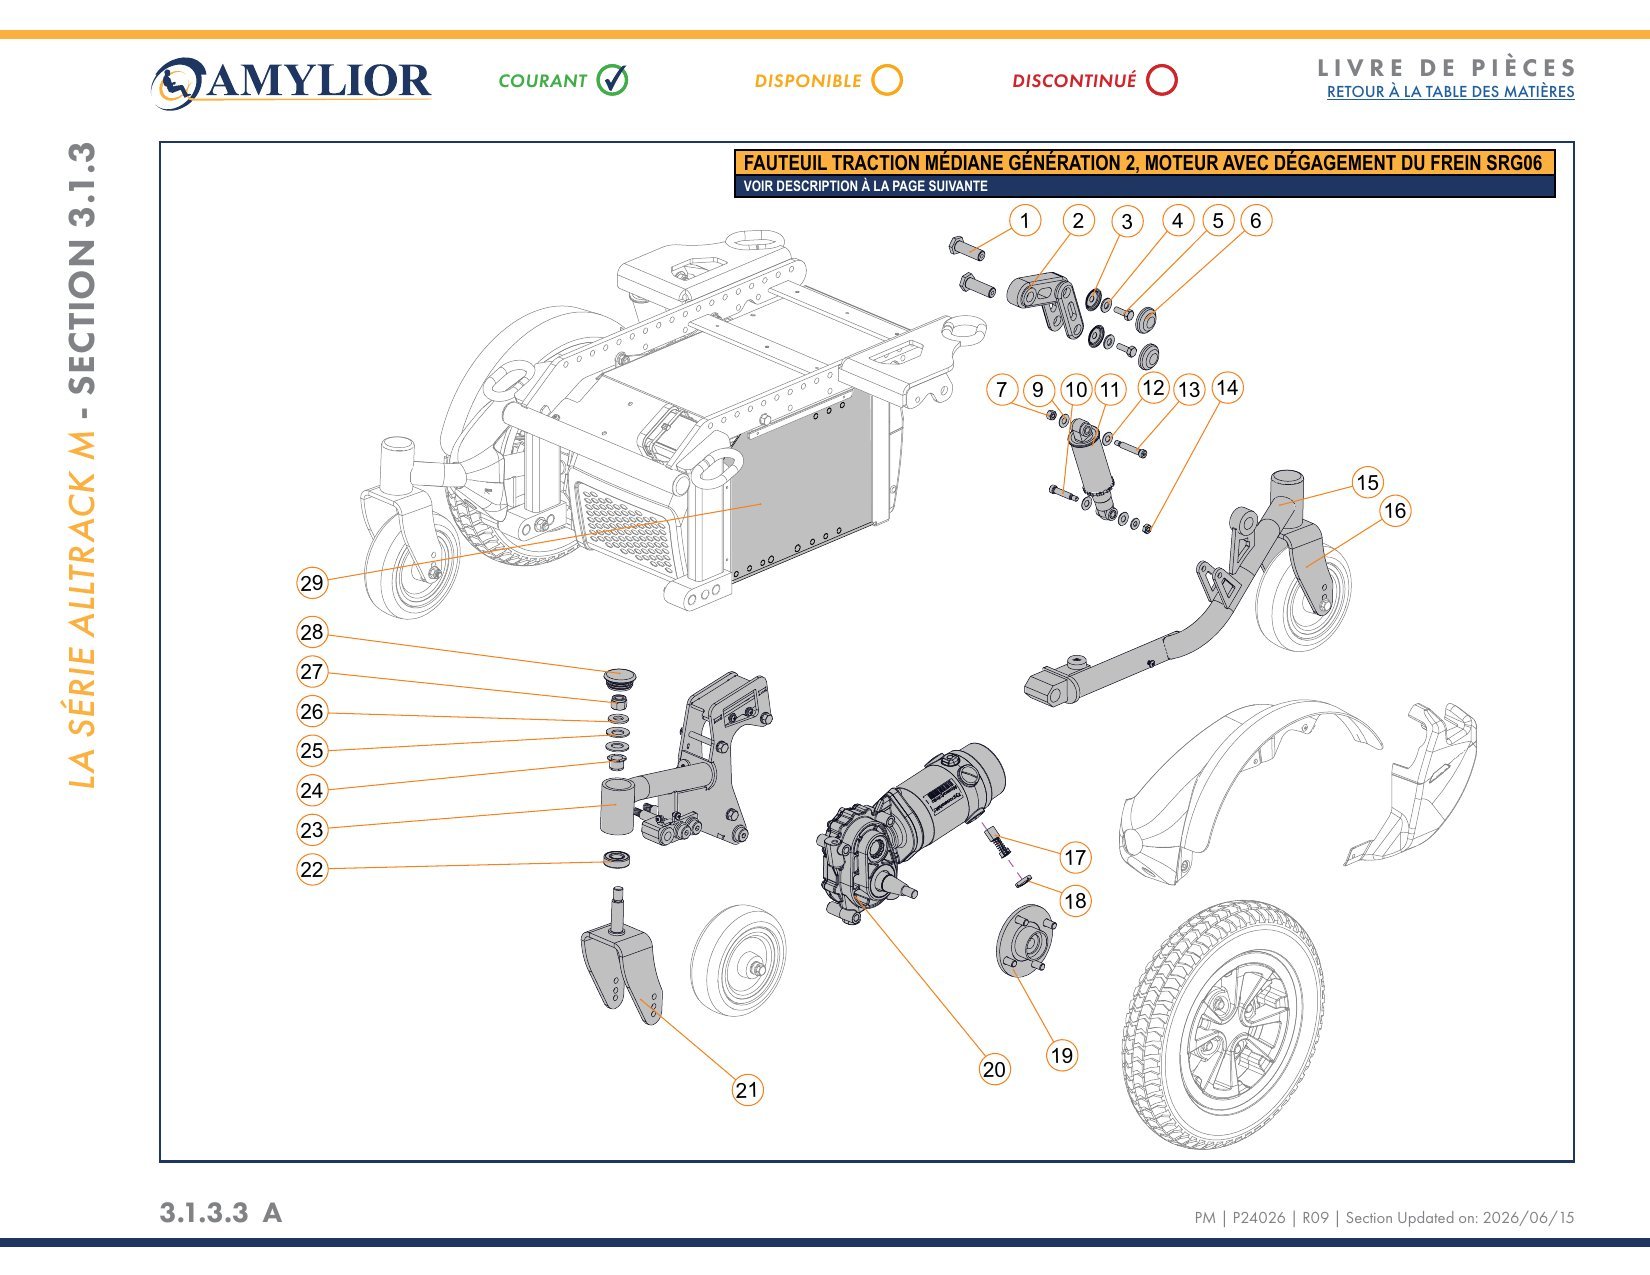 AMYLIOR
COURANT
DISPONIBLE
DISCONTINUÉ
LIVRE DE PIÈCES
RETOUR À LA TABLE DES MATIÈRES
LA SÉRIE ALLTRACK M - SECTION 3.1.3
FAUTEUIL TRACTION MÉDIANE GÉNÉRATION 2, MOTEUR AVEC DÉGAGEMENT DU FREIN SRG06
VOIR DESCRIPTION À LA PAGE SUIVANTE
1 2 3 4 5 6
7 9 10 11 12 13 14
15
16
29
28
27
26
25
24
23
22
17
18
19
20
21
3.1.3.3 A
PM | P24026 | R09 | Section Updated on: 2026/06/15